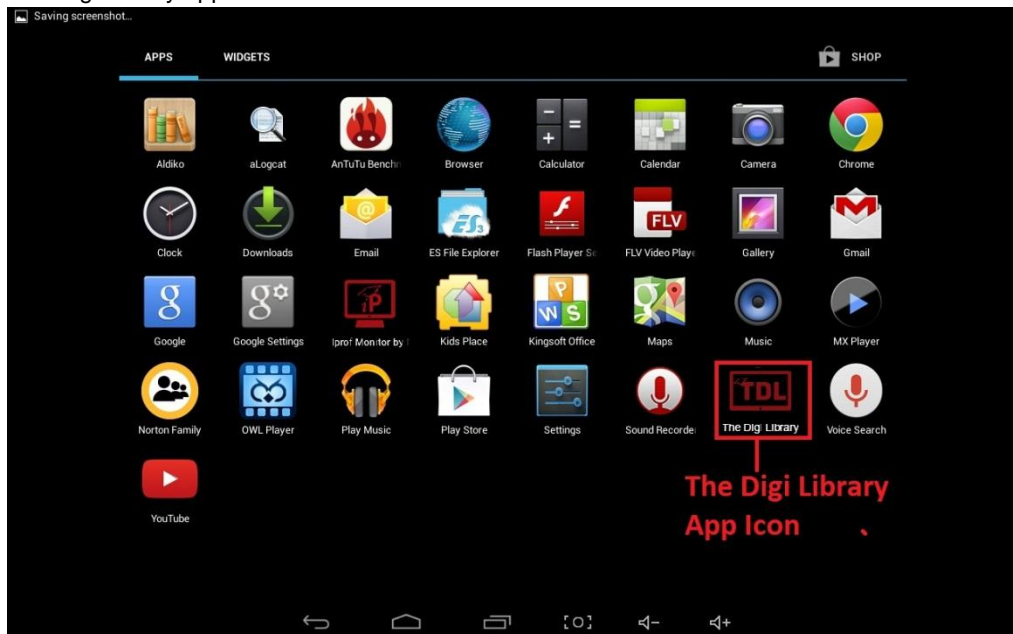 Saving screenshot...
APPS WIDGETS SHOP
Aldiko aLogcat AnTuTu Bench Browser Calculator Calendar Camera Chrome
@ ES3 FLV
Clock Downloads Email ES File Explorer Flash Player Se FLV Video Playe Gallery Gmail
g g iP P W S g
Google Google Settings Iprof Monitor by Kids Place Kingsoft Office Maps Music MX Player
TDL
Norton Family OWL Player Play Music Play Store Settings Sound Recorde The Digi Library Voice Search
The Digi Library
App Icon
YouTube